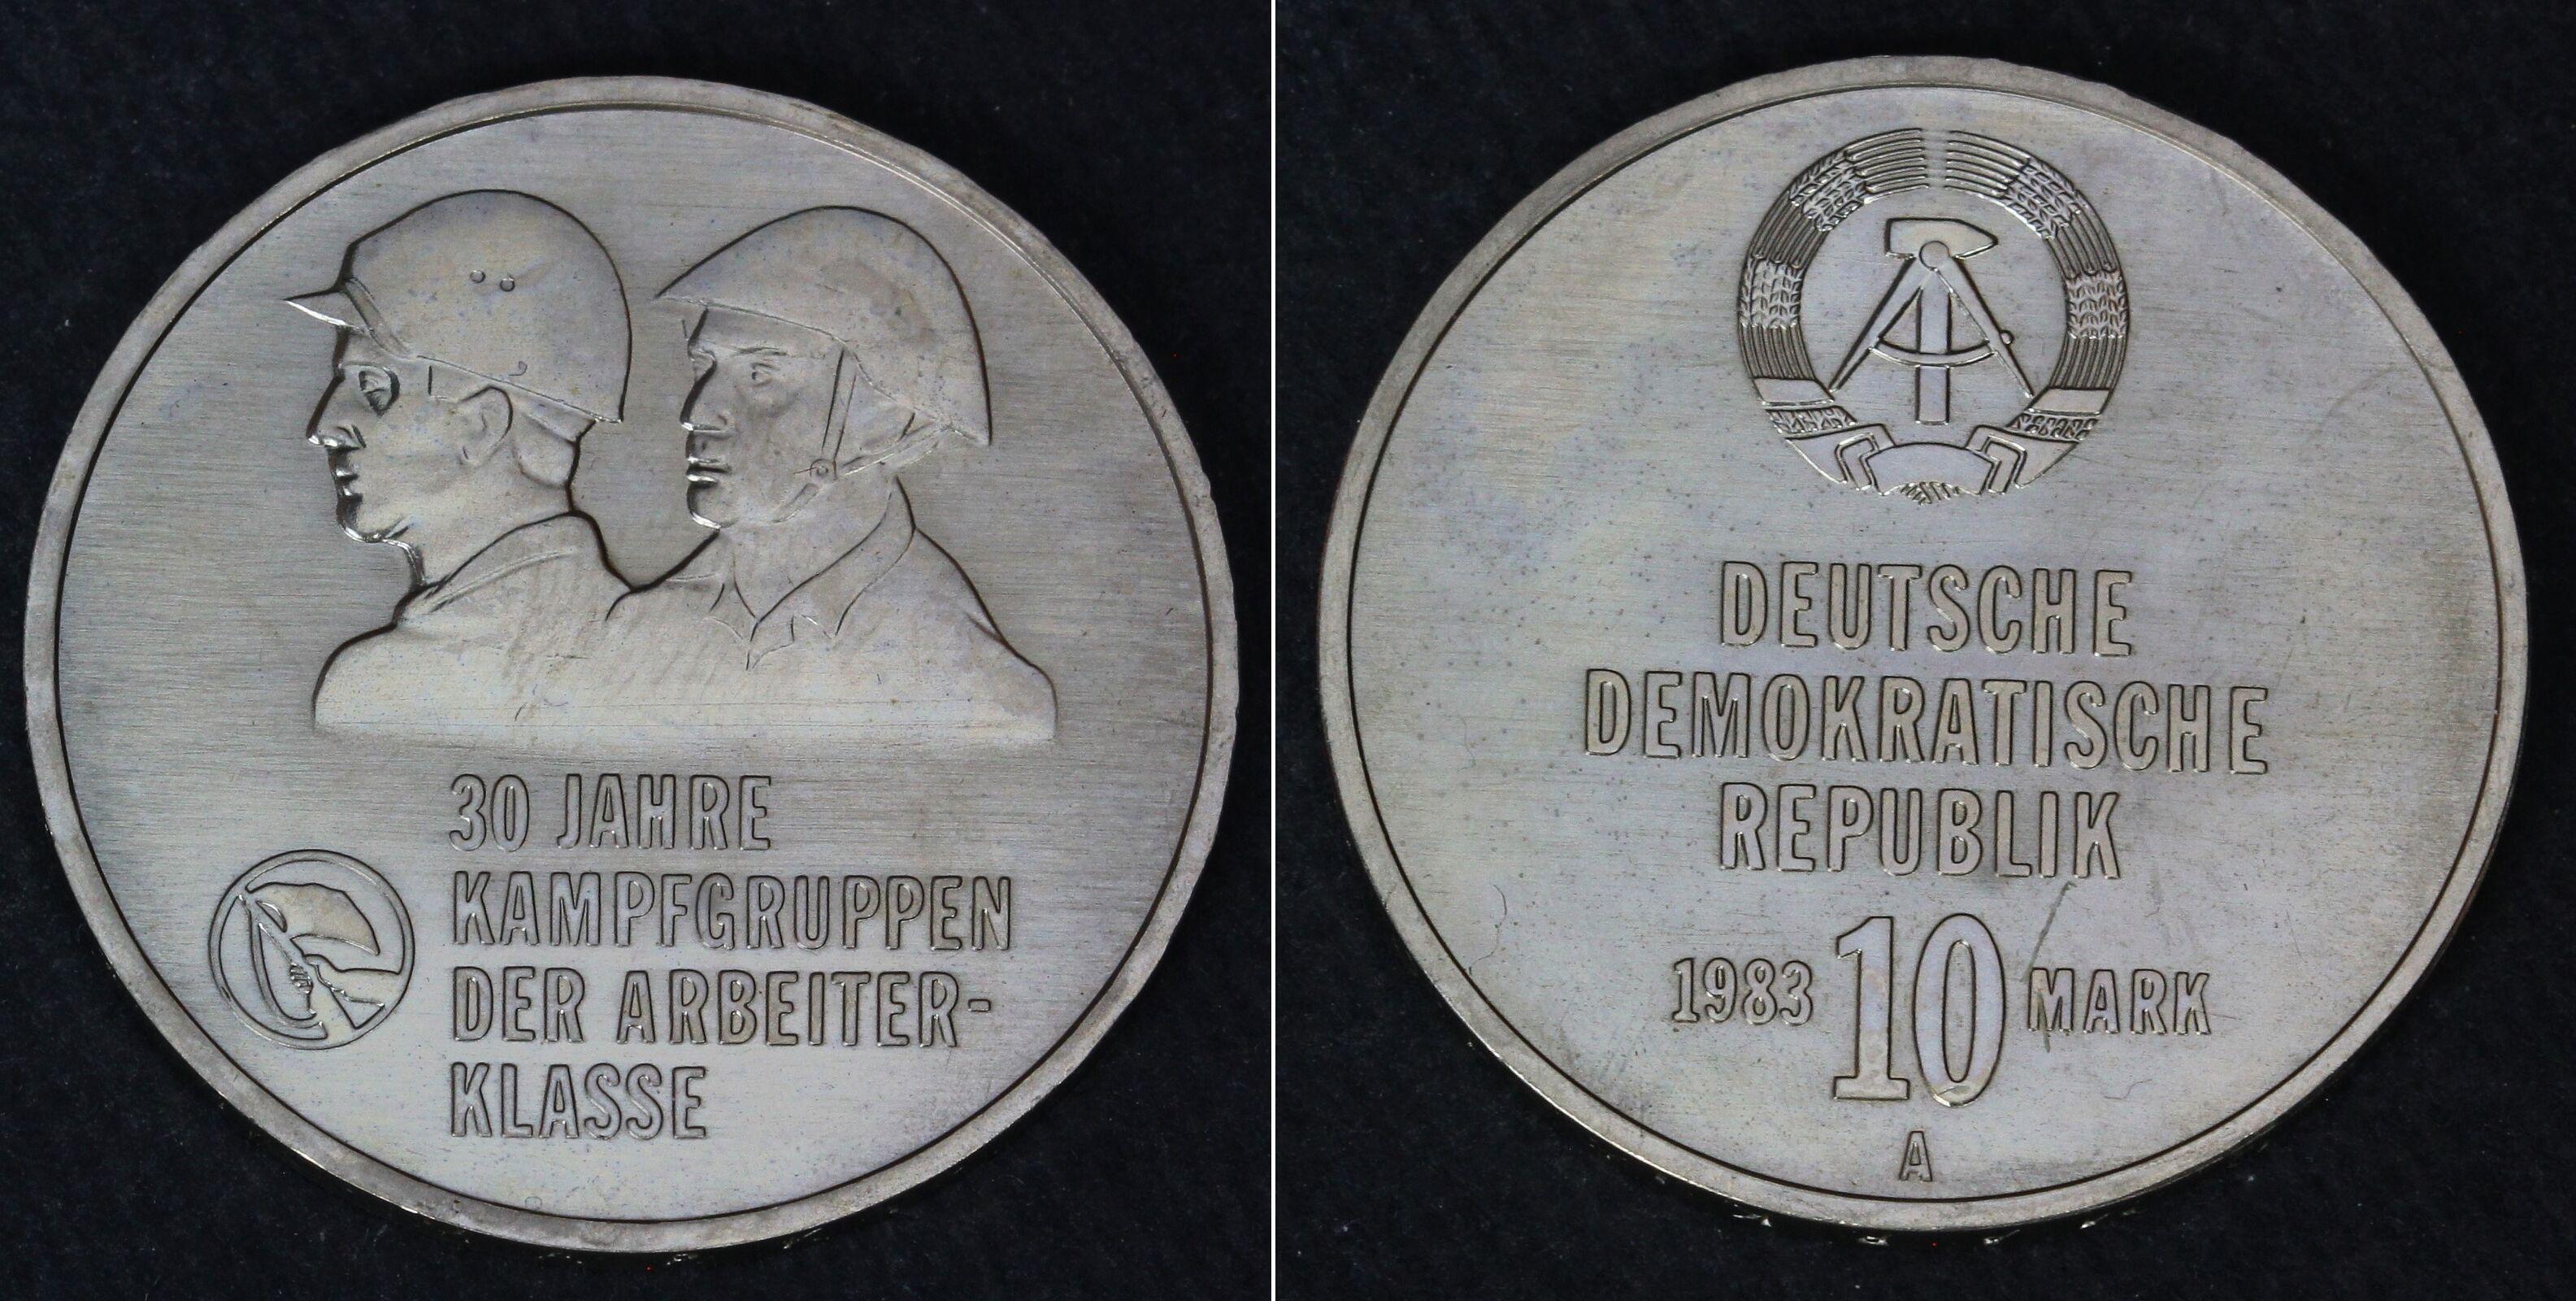 30 JAHRE
KAMPFGRUPPEN
DER ARBEITER-
KLASSE
DEUTSCHE
DEMOKRATISCHE
REPUBLIK
1983 10 MARK
A